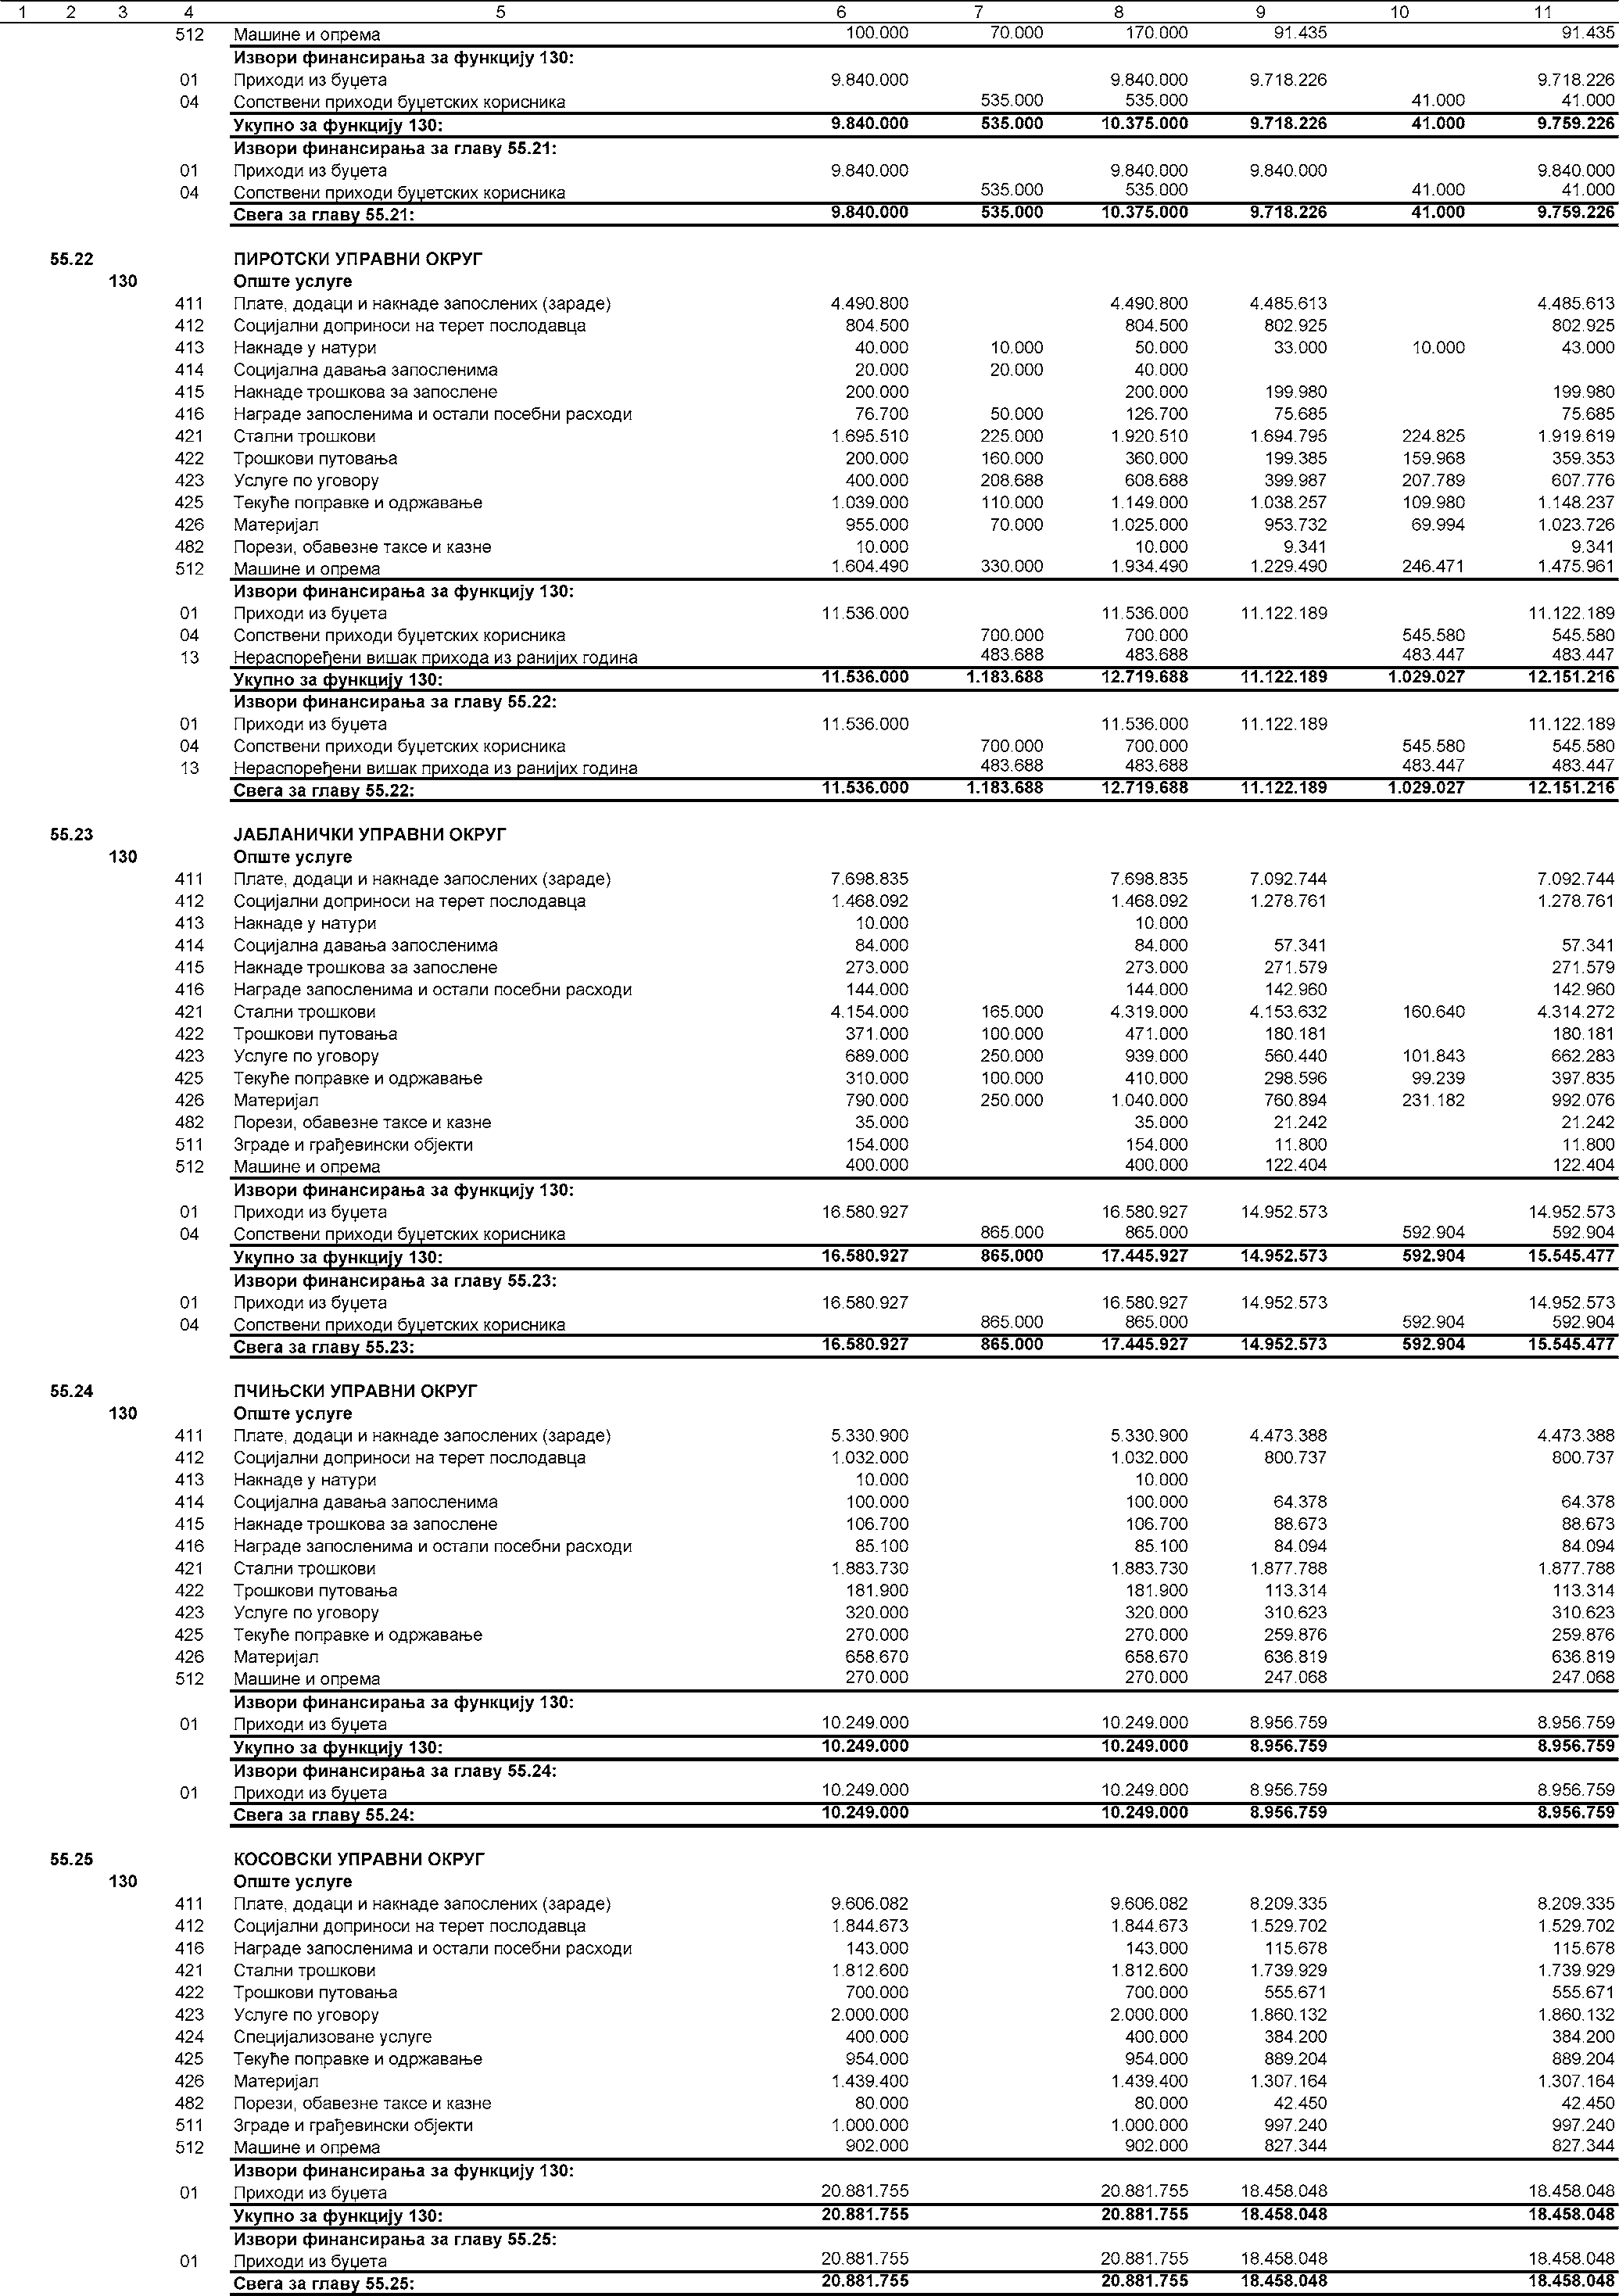 1 2 3 4 5 6 7 8 9 10 11
512 Машине и опрема 100.000 70.000 170.000 91.435 91.435
Извори финансирања за функцију 130:
01 Приходи из буџета 9.840.000 9.840.000 9.718.226 9.718.226
04 Сопствени приходи буџетских корисника 535.000 535.000 41.000 41.000
Укупно за функцију 130: 9.840.000 535.000 10.375.000 9.718.226 41.000 9.759.226
Извори финансирања за главу 55.21:
01 Приходи из буџета 9.840.000 9.840.000 9.840.000 9.840.000
04 Сопствени приходи буџетских корисника 535.000 535.000 41.000 41.000
Свега за главу 55.21: 9.840.000 535.000 10.375.000 9.718.226 41.000 9.759.226
55.22 ПИРОТСКИ УПРАВНИ ОКРУГ
130 Опште услуге
411 Плате, додаци и накнаде запослених (зараде) 4.490.800 4.490.800 4.485.613 4.485.613
412 Социјални доприноси на терет послодавца 804.500 804.500 802.925 802.925
413 Накнаде у натури 40.000 10.000 50.000 33.000 10.000 43.000
414 Социјална давања запосленима 20.000 20.000 40.000
415 Накнаде трошкова за запослене 200.000 200.000 199.980 199.980
416 Награде запосленима и остали посебни расходи 76.700 50.000 126.700 75.685 75.685
421 Стални трошкови 1.695.510 225.000 1.920.510 1.694.795 224.825 1.919.619
422 Трошкови путовања 200.000 160.000 360.000 199.385 159.968 359.353
423 Услуге по уговору 400.000 208.688 608.688 399.987 207.789 607.776
425 Текуће поправке и одржавање 1.039.000 110.000 1.149.000 1.038.257 109.980 1.148.237
426 Материјал 955.000 70.000 1.025.000 953.732 69.994 1.023.726
482 Порези, обавезне таксе и казне 10.000 10.000 9.341 9.341
512 Машине и опрема 1.604.490 330.000 1.934.490 1.229.490 246.471 1.475.961
Извори финансирања за функцију 130:
01 Приходи из буџета 11.536.000 11.536.000 11.122.189 11.122.189
04 Сопствени приходи буџетских корисника 700.000 700.000 545.580 545.580
13 Нераспоређени вишак прихода из ранијих година 483.688 483.688 483.447 483.447
Укупно за функцију 130: 11.536.000 1.183.688 12.719.688 11.122.189 1.029.027 12.151.216
Извори финансирања за главу 55.22:
01 Приходи из буџета 11.536.000 11.536.000 11.122.189 11.122.189
04 Сопствени приходи буџетских корисника 700.000 700.000 545.580 545.580
13 Нераспоређени вишак прихода из ранијих година 483.688 483.688 483.447 483.447
Свега за главу 55.22: 11.536.000 1.183.688 12.719.688 11.122.189 1.029.027 12.151.216
55.23 ЈАБЛАНИЧКИ УПРАВНИ ОКРУГ
130 Опште услуге
411 Плате, додаци и накнаде запослених (зараде) 7.698.835 7.698.835 7.092.744 7.092.744
412 Социјални доприноси на терет послодавца 1.468.092 1.468.092 1.278.761 1.278.761
413 Накнаде у натури 10.000 10.000
414 Социјална давања запосленима 84.000 84.000 57.341 57.341
415 Накнаде трошкова за запослене 273.000 273.000 271.579 271.579
416 Награде запосленима и остали посебни расходи 144.000 144.000 142.960 142.960
421 Стални трошкови 4.154.000 165.000 4.319.000 4.153.632 160.640 4.314.272
422 Трошкови путовања 371.000 100.000 471.000 180.181 180.181
423 Услуге по уговору 689.000 250.000 939.000 560.440 101.843 662.283
425 Текуће поправке и одржавање 310.000 100.000 410.000 298.596 99.239 397.835
426 Материјал 790.000 250.000 1.040.000 760.894 231.182 992.076
482 Порези, обавезне таксе и казне 35.000 35.000 21.242 21.242
511 Зграде и грађевински објекти 154.000 154.000 11.800 11.800
512 Машине и опрема 400.000 400.000 122.404 122.404
Извори финансирања за функцију 130:
01 Приходи из буџета 16.580.927 16.580.927 14.952.573 14.952.573
04 Сопствени приходи буџетских корисника 865.000 865.000 592.904 592.904
Укупно за функцију 130: 16.580.927 865.000 17.445.927 14.952.573 592.904 15.545.477
Извори финансирања за главу 55.23:
01 Приходи из буџета 16.580.927 16.580.927 14.952.573 14.952.573
04 Сопствени приходи буџетских корисника 865.000 865.000 592.904 592.904
Свега за главу 55.23: 16.580.927 865.000 17.445.927 14.952.573 592.904 15.545.477
55.24 ПЧИЊСКИ УПРАВНИ ОКРУГ
130 Опште услуге
411 Плате, додаци и накнаде запослених (зараде) 5.330.900 5.330.900 4.473.388 4.473.388
412 Социјални доприноси на терет послодавца 1.032.000 1.032.000 800.737 800.737
413 Накнаде у натури 10.000 10.000
414 Социјална давања запосленима 100.000 100.000 64.378 64.378
415 Накнаде трошкова за запослене 106.700 106.700 88.673 88.673
416 Награде запосленима и остали посебни расходи 85.100 85.100 84.094 84.094
421 Стални трошкови 1.883.730 1.883.730 1.877.788 1.877.788
422 Трошкови путовања 181.900 181.900 113.314 113.314
423 Услуге по уговору 320.000 320.000 310.623 310.623
425 Текуће поправке и одржавање 270.000 270.000 259.876 259.876
426 Материјал 658.670 658.670 636.819 636.819
512 Машине и опрема 270.000 270.000 247.068 247.068
Извори финансирања за функцију 130:
01 Приходи из буџета 10.249.000 10.249.000 8.956.759 8.956.759
Укупно за функцију 130: 10.249.000 10.249.000 8.956.759 8.956.759
Извори финансирања за главу 55.24:
01 Приходи из буџета 10.249.000 10.249.000 8.956.759 8.956.759
Свега за главу 55.24: 10.249.000 10.249.000 8.956.759 8.956.759
55.25 КОСОВСКИ УПРАВНИ ОКРУГ
130 Опште услуге
411 Плате, додаци и накнаде запослених (зараде) 9.606.082 9.606.082 8.209.335 8.209.335
412 Социјални доприноси на терет послодавца 1.844.673 1.844.673 1.529.702 1.529.702
416 Награде запосленима и остали посебни расходи 143.000 143.000 115.678 115.678
421 Стални трошкови 1.812.600 1.812.600 1.739.929 1.739.929
422 Трошкови путовања 700.000 700.000 555.671 555.671
423 Услуге по уговору 2.000.000 2.000.000 1.860.132 1.860.132
424 Специјализоване услуге 400.000 400.000 384.200 384.200
425 Текуће поправке и одржавање 954.000 954.000 889.204 889.204
426 Материјал 1.439.400 1.439.400 1.307.164 1.307.164
482 Порези, обавезне таксе и казне 80.000 80.000 42.450 42.450
511 Зграде и грађевински објекти 1.000.000 1.000.000 997.240 997.240
512 Машине и опрема 902.000 902.000 827.344 827.344
Извори финансирања за функцију 130:
01 Приходи из буџета 20.881.755 20.881.755 18.458.048 18.458.048
Укупно за функцију 130: 20.881.755 20.881.755 18.458.048 18.458.048
Извори финансирања за главу 55.25:
01 Приходи из буџета 20.881.755 20.881.755 18.458.048 18.458.048
Свега за главу 55.25: 20.881.755 20.881.755 18.458.048 18.458.048